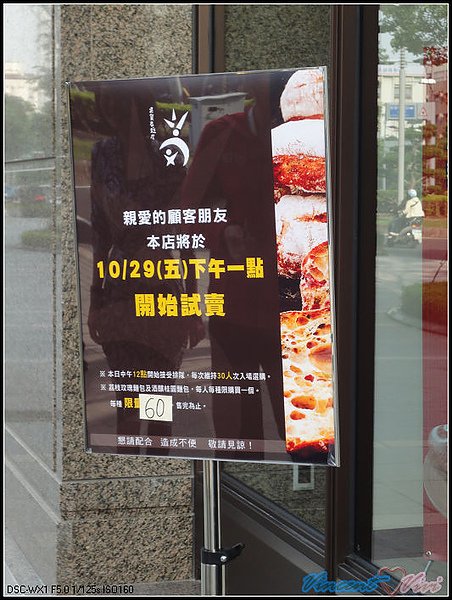 親愛的顧客朋友
本店將於
10/29(五)下午一點
開始試賣
※ 本日中午12點開始接受排隊，每次維持30人次入場選購。
※ 荔枝玫瑰麵包及酒釀桂圓麵包，每人每種限購買一個。
每種 限量 60 售完為止。
懇請配合 造成不便 敬請見諒！
DSC-WX1 F5.0 1/125s ISO160
Vincent Vivi